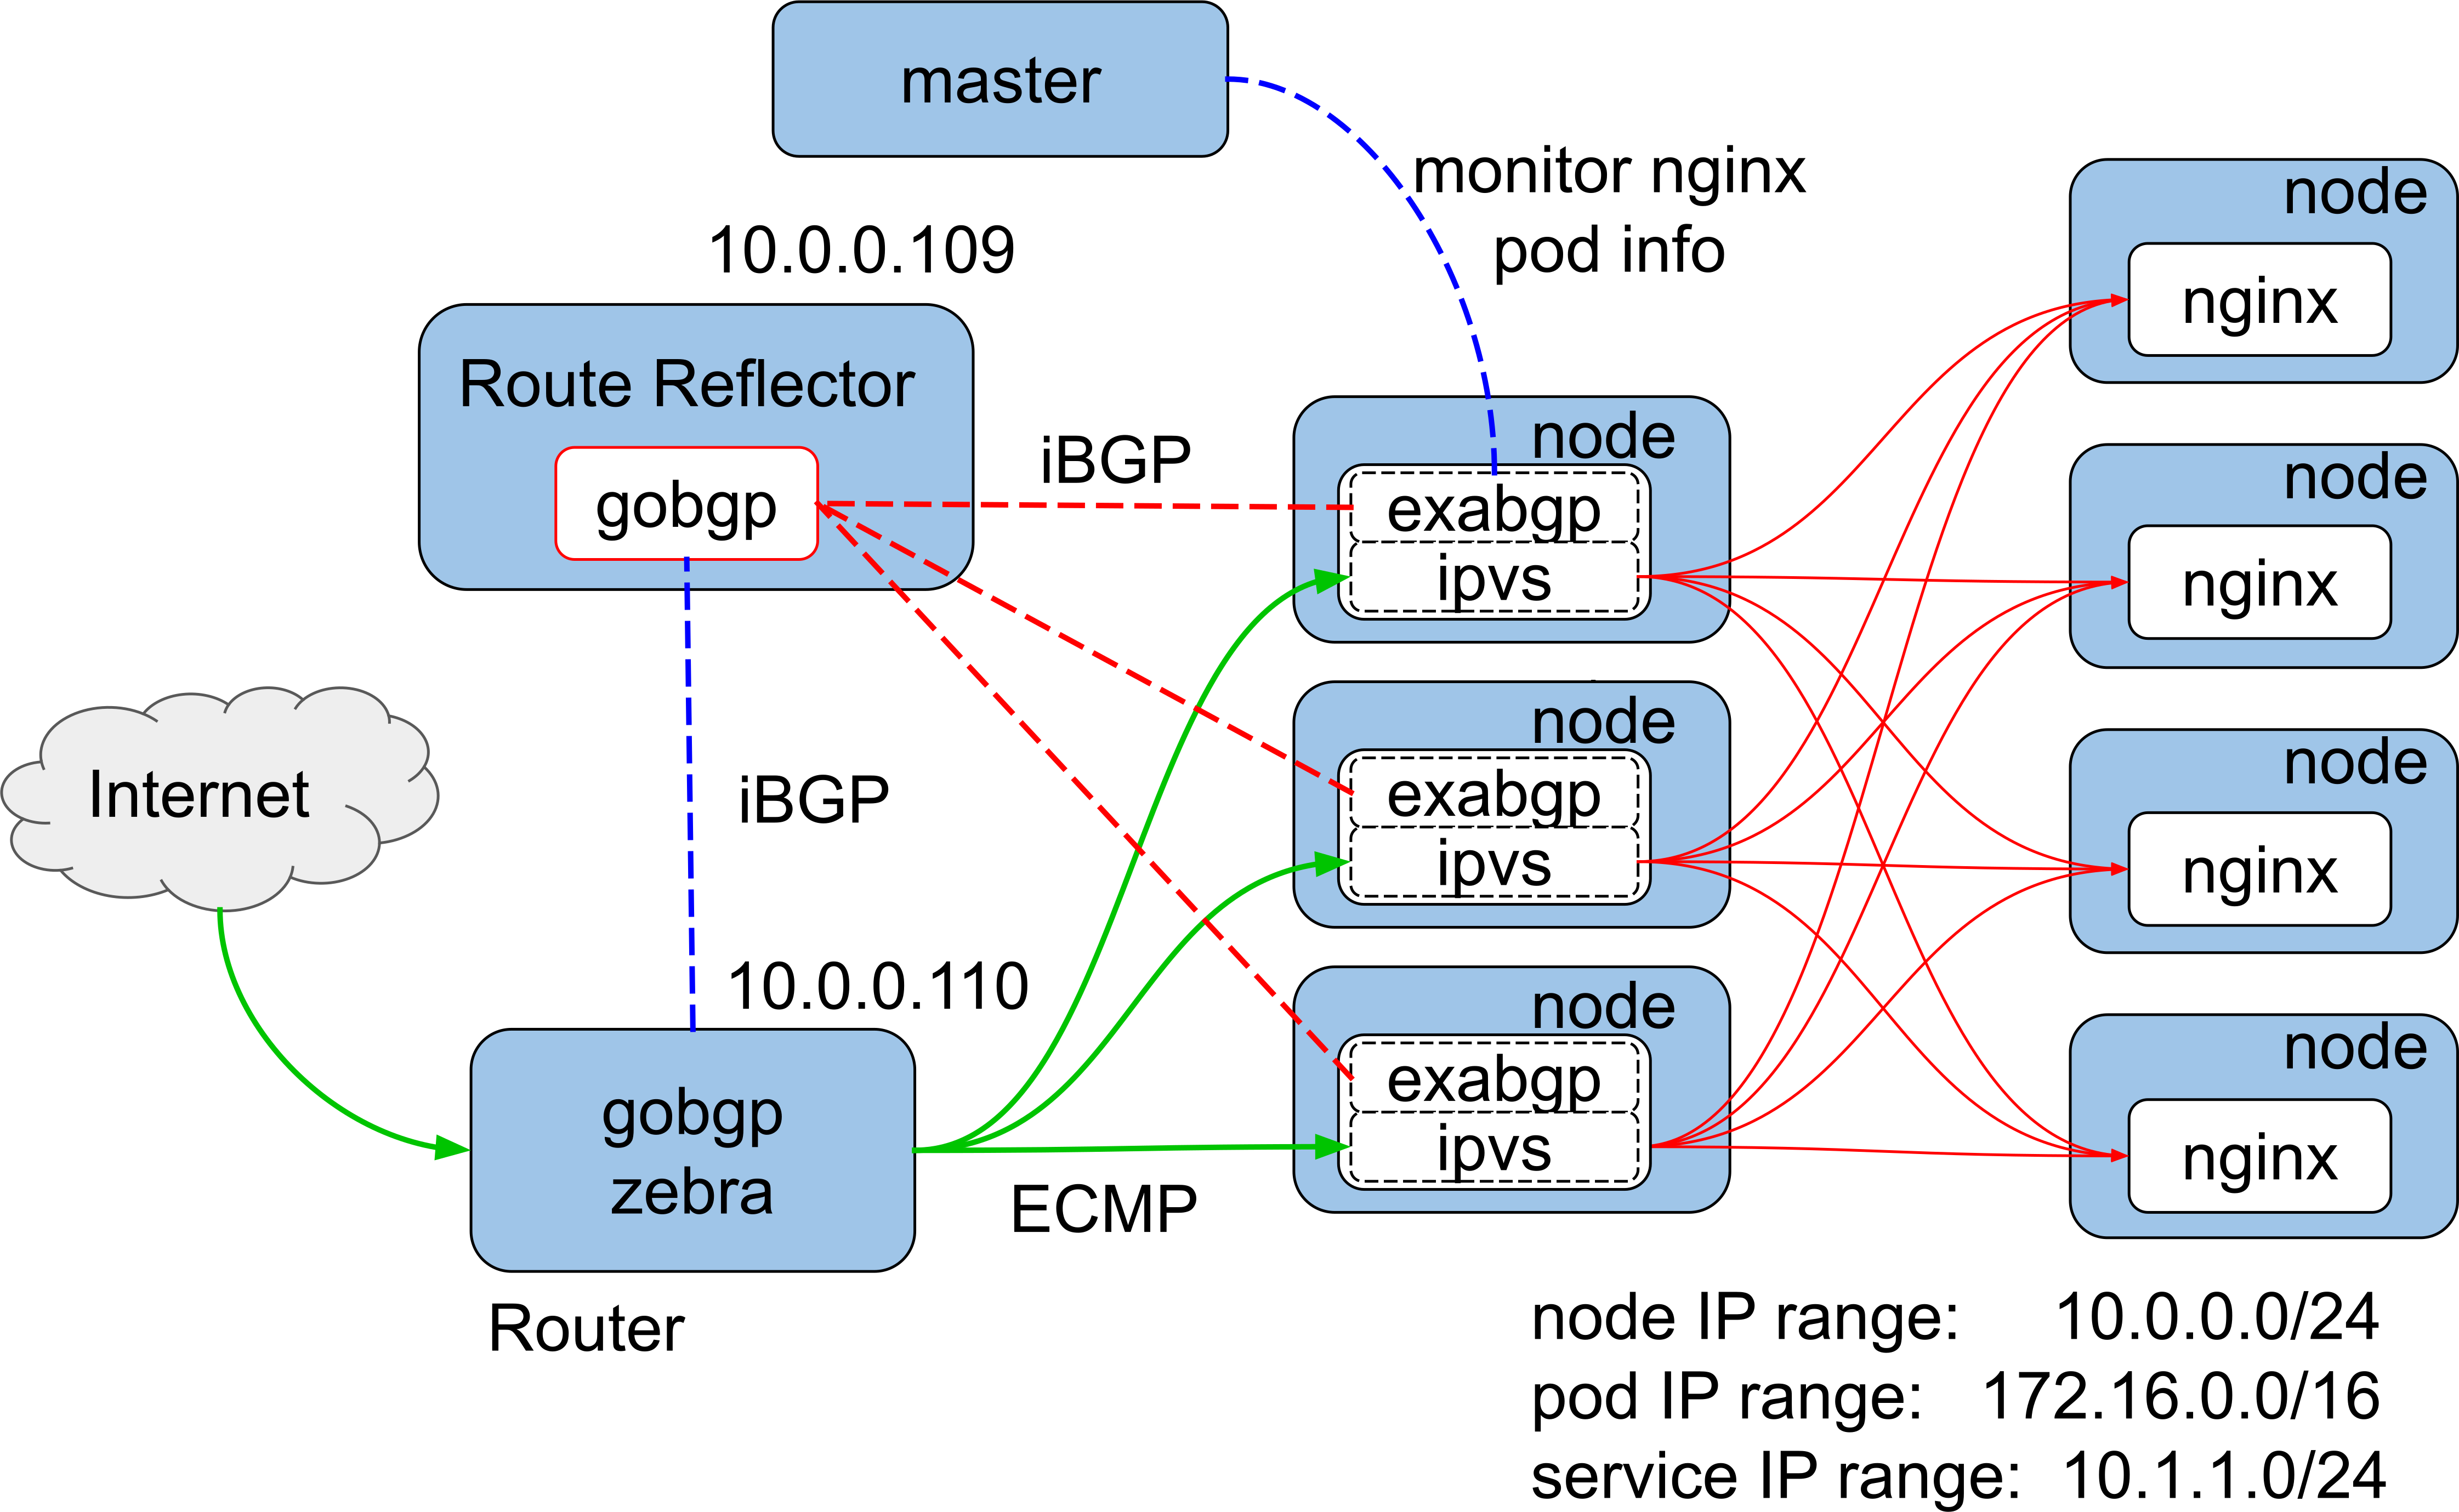 master
monitor nginx
pod info
10.0.0.109
Route Reflector
gobgp
iBGP
iBGP
Internet
10.0.0.110
gobgp
zebra
Router
ECMP
node
exabgp
ipvs
node
exabgp
ipvs
node
exabgp
ipvs
node
nginx
node
nginx
node
nginx
node
nginx
node IP range: 10.0.0.0/24
pod IP range: 172.16.0.0/16
service IP range: 10.1.1.0/24